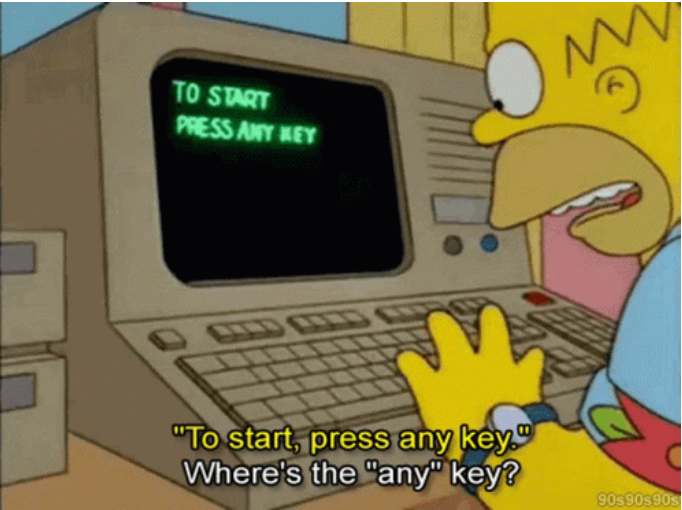 TO START
PRESS ANY KEY
"To start, press any key."
Where's the "any" key?
90s90s90s